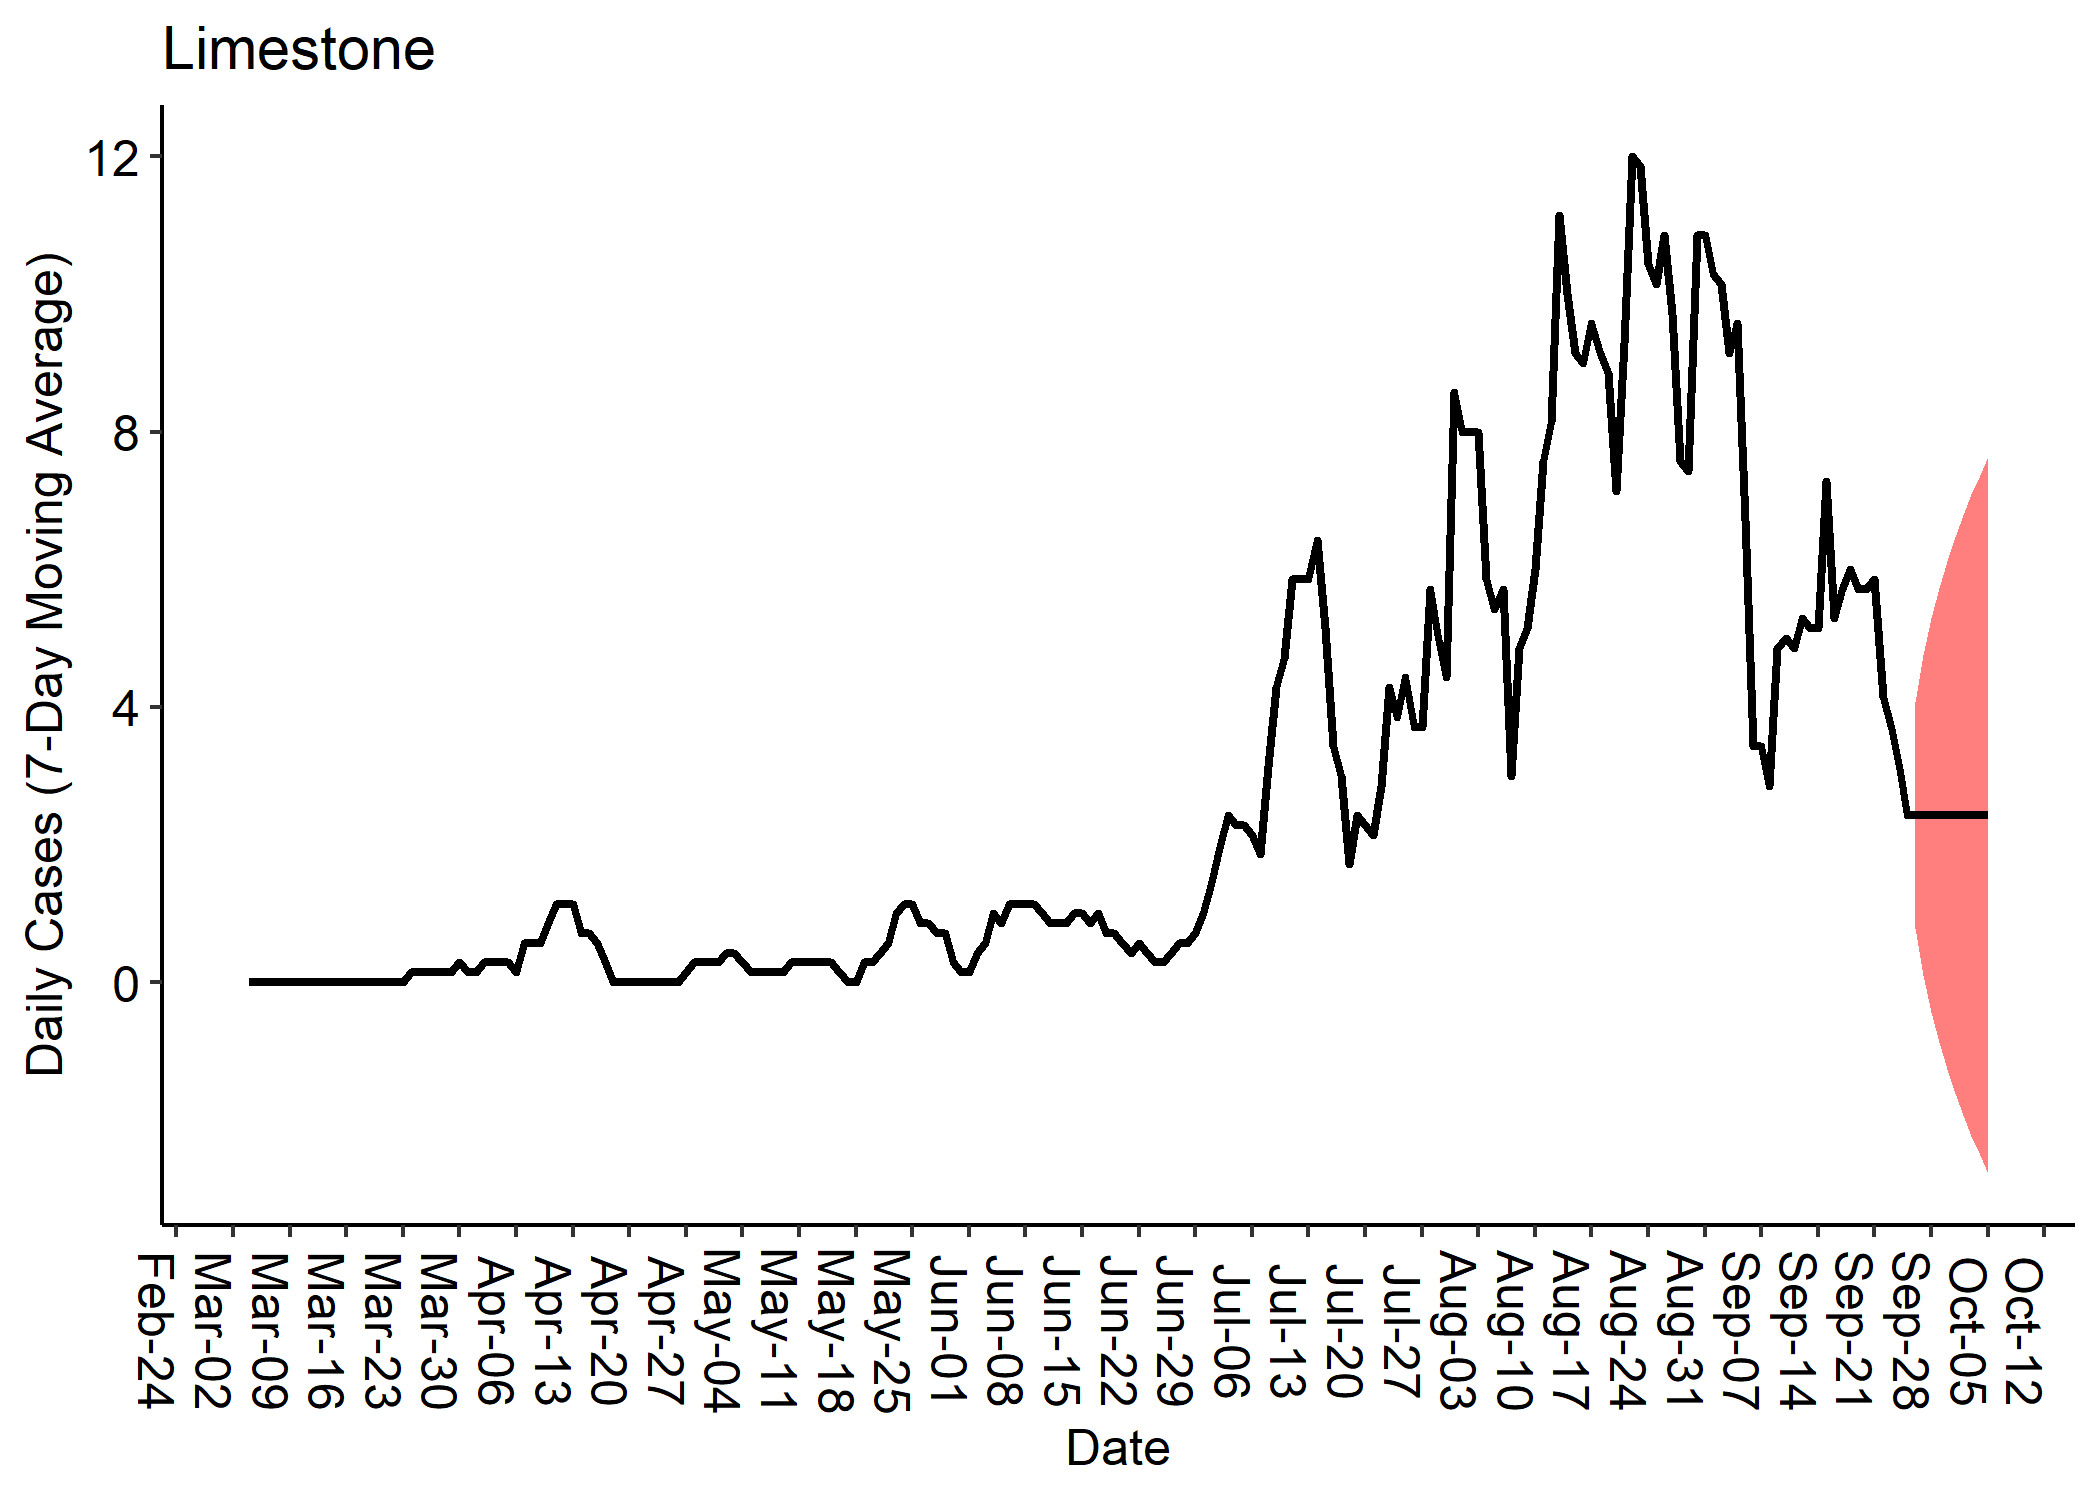 Limestone
Daily Cases (7-Day Moving Average)
12
8
4
0
Feb-24
Mar-02
Mar-09
Mar-16
Mar-23
Mar-30
Apr-06
Apr-13
Apr-20
Apr-27
May-04
May-11
May-18
May-25
Jun-01
Jun-08
Jun-15
Jun-22
Jun-29
Jul-06
Jul-13
Jul-20
Jul-27
Aug-03
Aug-10
Aug-17
Aug-24
Aug-31
Sep-07
Sep-14
Sep-21
Sep-28
Oct-05
Oct-12
Date